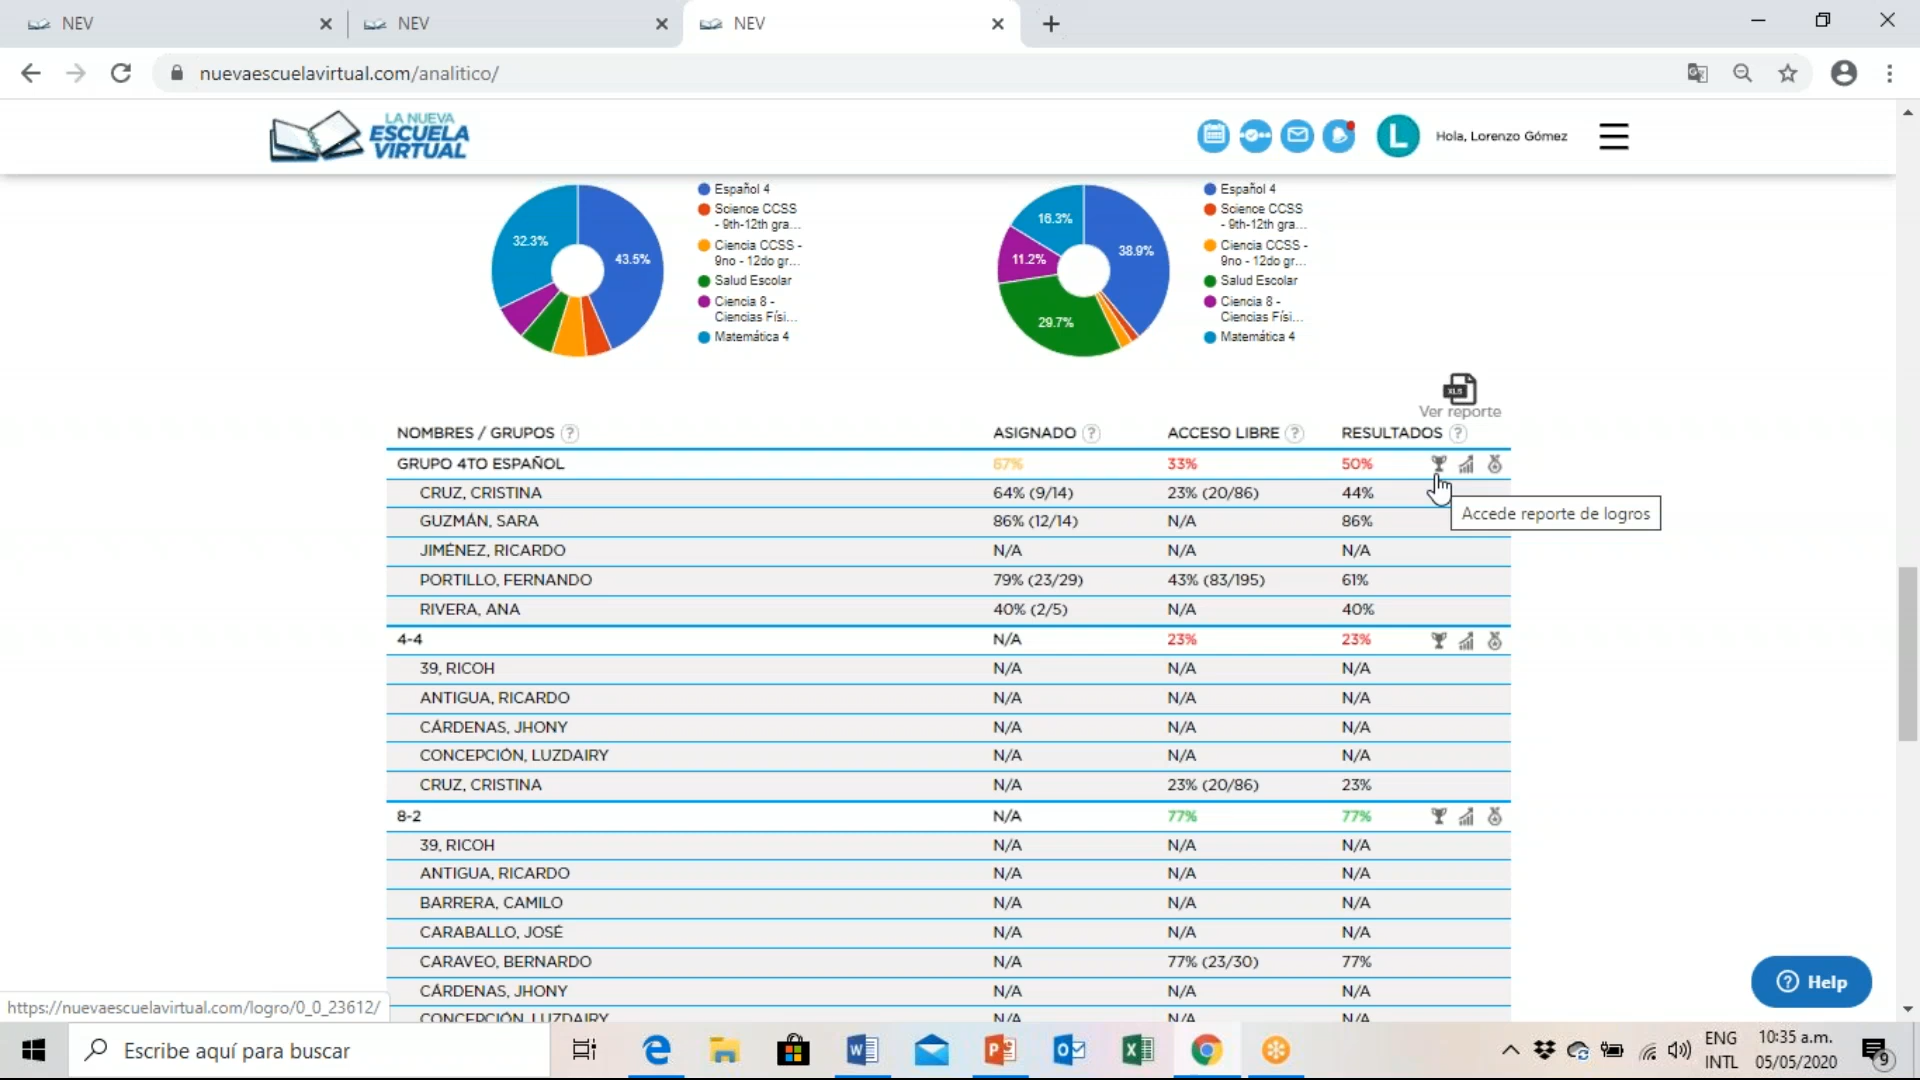 NEV
NEV
NEV
nuevaescuelavirtual.com/analitico/
LA NUEVA
ESCUELA
VIRTUAL
L
Hola, Lorenzo Gómez
32.3%
43.5%
Español 4
Science CCSS
- 9th-12th gra...
Ciencia CCSS -
9no - 12do gr...
Salud Escolar
Ciencia 8 -
Ciencias Físi...
Matemática 4
16.3%
38.9%
11.2%
29.7%
Español 4
Science CCSS
- 9th-12th gra...
Ciencia CCSS -
9no - 12do gr...
Salud Escolar
Ciencia 8 -
Ciencias Físi...
Matemática 4
XLS
Ver reporte
NOMBRES / GRUPOS ? ASIGNADO ? ACCESO LIBRE ? RESULTADOS ?
GRUPO 4TO ESPAÑOL 67% 33% 50%
CRUZ, CRISTINA 64% (9/14) 23% (20/86) 44%
Accede reporte de logros
GUZMÁN, SARA 86% (12/14) N/A 86%
JIMÉNEZ, RICARDO N/A N/A N/A
PORTILLO, FERNANDO 79% (23/29) 43% (83/195) 61%
RIVERA, ANA 40% (2/5) N/A 40%
4-4 N/A 23% 23%
39, RICOH N/A N/A N/A
ANTIGUA, RICARDO N/A N/A N/A
CÁRDENAS, JHONY N/A N/A N/A
CONCEPCIÓN, LUZDAIRY N/A N/A N/A
CRUZ, CRISTINA N/A 23% (20/86) 23%
8-2 N/A 77% 77%
39, RICOH N/A N/A N/A
ANTIGUA, RICARDO N/A N/A N/A
BARRERA, CAMILO N/A N/A N/A
CARABALLO, JOSÉ N/A N/A N/A
CARAVEO, BERNARDO N/A 77% (23/30) 77%
CÁRDENAS, JHONY N/A N/A N/A
CONCEPCIÓN, LUZDAIRY N/A N/A N/A
? Help
https://nuevaescuelavirtual.com/logro/0_0_23612/
Escribe aquí para buscar
ENG
INTL
10:35 a.m.
05/05/2020
9